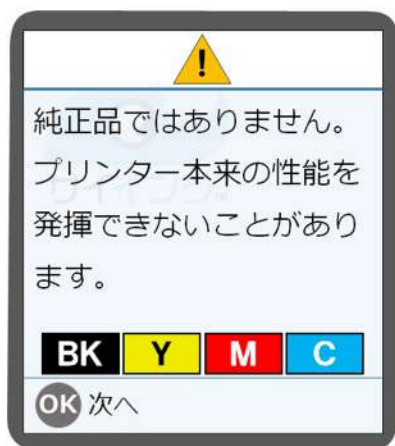 !
純正品ではありません。
プリンター本来の性能を
発揮できないことがあり
ます。
BK Y M C
OK 次へ